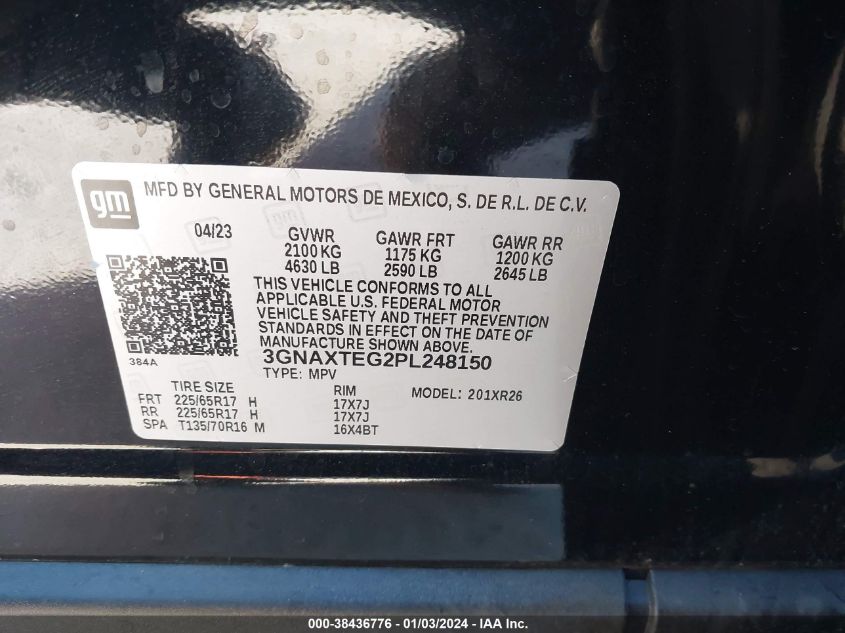 gm
MFD BY GENERAL MOTORS DE MEXICO, S. DE R.L. DE C.V.
04/23 GVWR GAWR FRT GAWR RR
2100 KG 1175 KG 1200 KG
4630 LB 2590 LB 2645 LB
THIS VEHICLE CONFORMS TO ALL
APPLICABLE U.S. FEDERAL MOTOR
VEHICLE SAFETY AND THEFT PREVENTION
STANDARDS IN EFFECT ON THE DATE OF
MANUFACTURE SHOWN ABOVE.
384A 3GNAXTEG2PL248150
TYPE: MPV
TIRE SIZE RIM MODEL: 201XR26
FRT 225/65R17 H 17X7J
RR 225/65R17 H 17X7J
SPA T135/70R16 M 16X4BT
000-38436776 - 01/03/2024 - IAA, Inc.